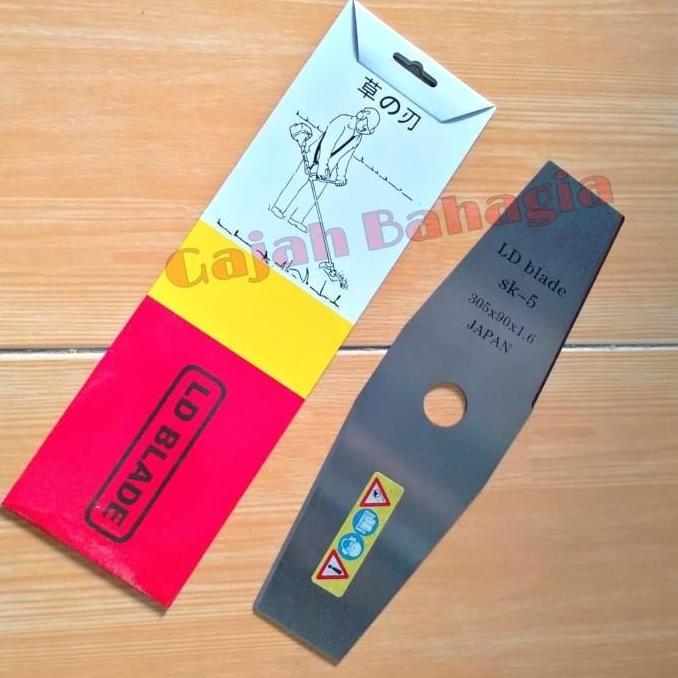 草の刃
Gajah Bahagia
LD BLADE
LD blade
sk-5
305x90x1.6
JAPAN